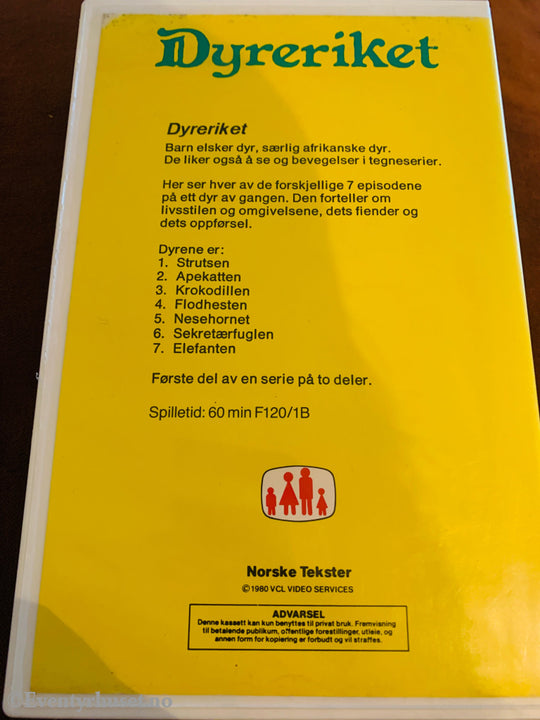 Dyreriket
Dyreriket
Barn elsker dyr, særlig afrikanske dyr.
De liker også å se og bevegelser i tegneserier.
Her ser hver av de forskjellige 7 episodene
på ett dyr av gangen. Den forteller om
livsstilen og omgivelsene, dets fiender og
dets oppførsel.
Dyrene er:
1. Strutsen
2. Apekatten
3. Krokodillen
4. Flodhesten
5. Nesehornet
6. Sekretærfuglen
7. Elefanten
Første del av en serie på to deler.
Spilletid: 60 min F120/1B
Norske Tekster
©1980 VCL VIDEO SERVICES
ADVARSEL
Denne kassett kan kun benyttes til privat bruk. Fremvisning
til betalende publikum, offentlige forestillinger, utleie, og
annen form for kopiering er forbudt og vil straffes.
©Eventyrhuset.no